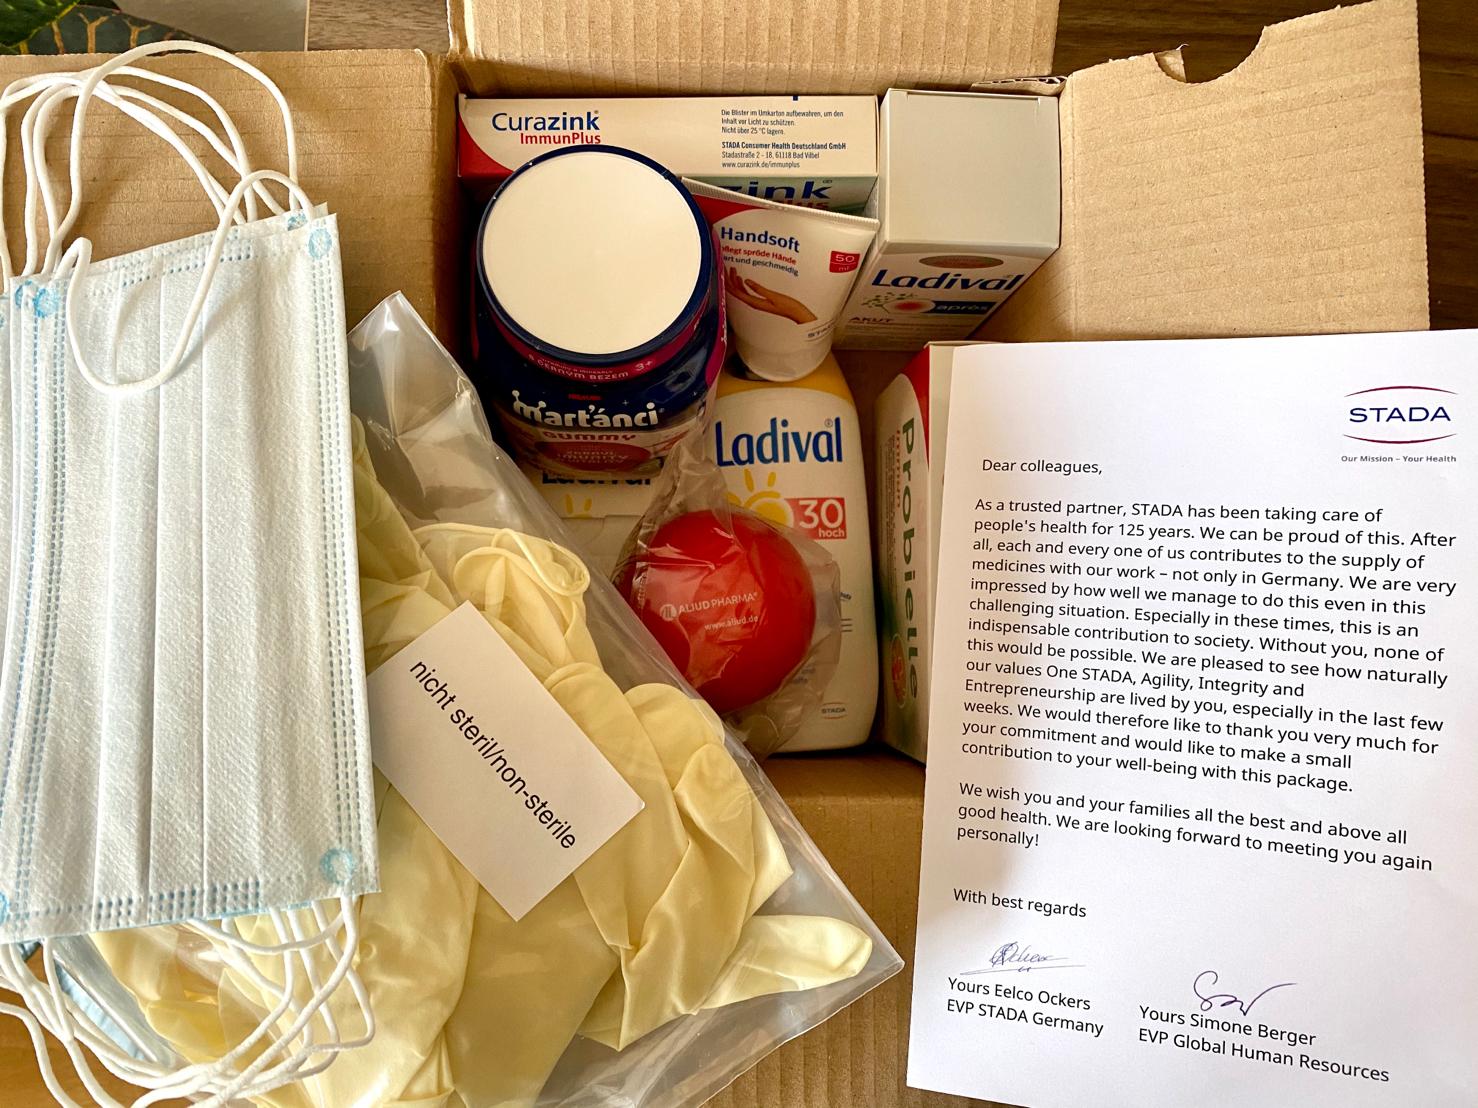 Curazink®
ImmunPlus
Die Blister im Umkarton aufbewahren, um den
Inhalt vor Licht zu schützen.
Nicht über 25 °C lagern.
STADA Consumer Health Deutschland GmbH
Stadastraße 2 - 18, 61118 Bad Vilbel
www.curazink.de/immunplus
zink®
Handsoft
pflegt spröde Hände
und geschmeidig
50
ml
STADA
Ladival
après
AKUT
S ČERNÝM BEZEM 3+
martánci®
GUMMY
IMMUNITY
Ladival
Ladival®
30
hoch
STADA
Probielle
ALIUD PHARMA®
www.aliud.de
nicht steril/non-sterile
STADA
Our Mission – Your Health
Dear colleagues,
As a trusted partner, STADA has been taking care of
people's health for 125 years. We can be proud of this. After
all, each and every one of us contributes to the supply of
medicines with our work – not only in Germany. We are very
impressed by how well we manage to do this even in this
challenging situation. Especially in these times, this is an
indispensable contribution to society. Without you, none of
this would be possible. We are pleased to see how naturally
our values One STADA, Agility, Integrity and
Entrepreneurship are lived by you, especially in the last few
weeks. We would therefore like to thank you very much for
your commitment and would like to make a small
contribution to your well-being with this package.
We wish you and your families all the best and above all
good health. We are looking forward to meeting you again
personally!
With best regards
Yours Eelco Ockers
EVP STADA Germany
Yours Simone Berger
EVP Global Human Resources